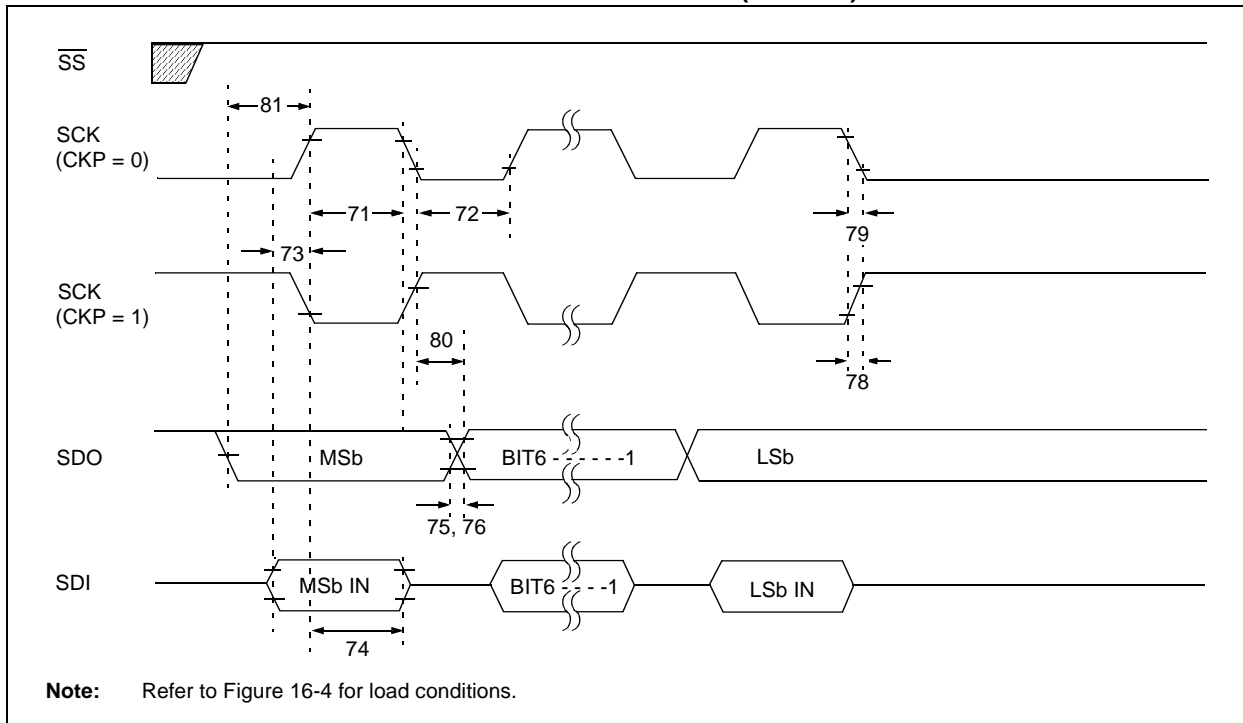 SS
81
SCK
(CKP = 0)
71
72
79
73
SCK
(CKP = 1)
80
78
SDO
MSb
BIT6 - - - - - -1
LSb
75, 76
SDI
MSb IN
BIT6 - - - -1
LSb IN
74
Note: Refer to Figure 16-4 for load conditions.